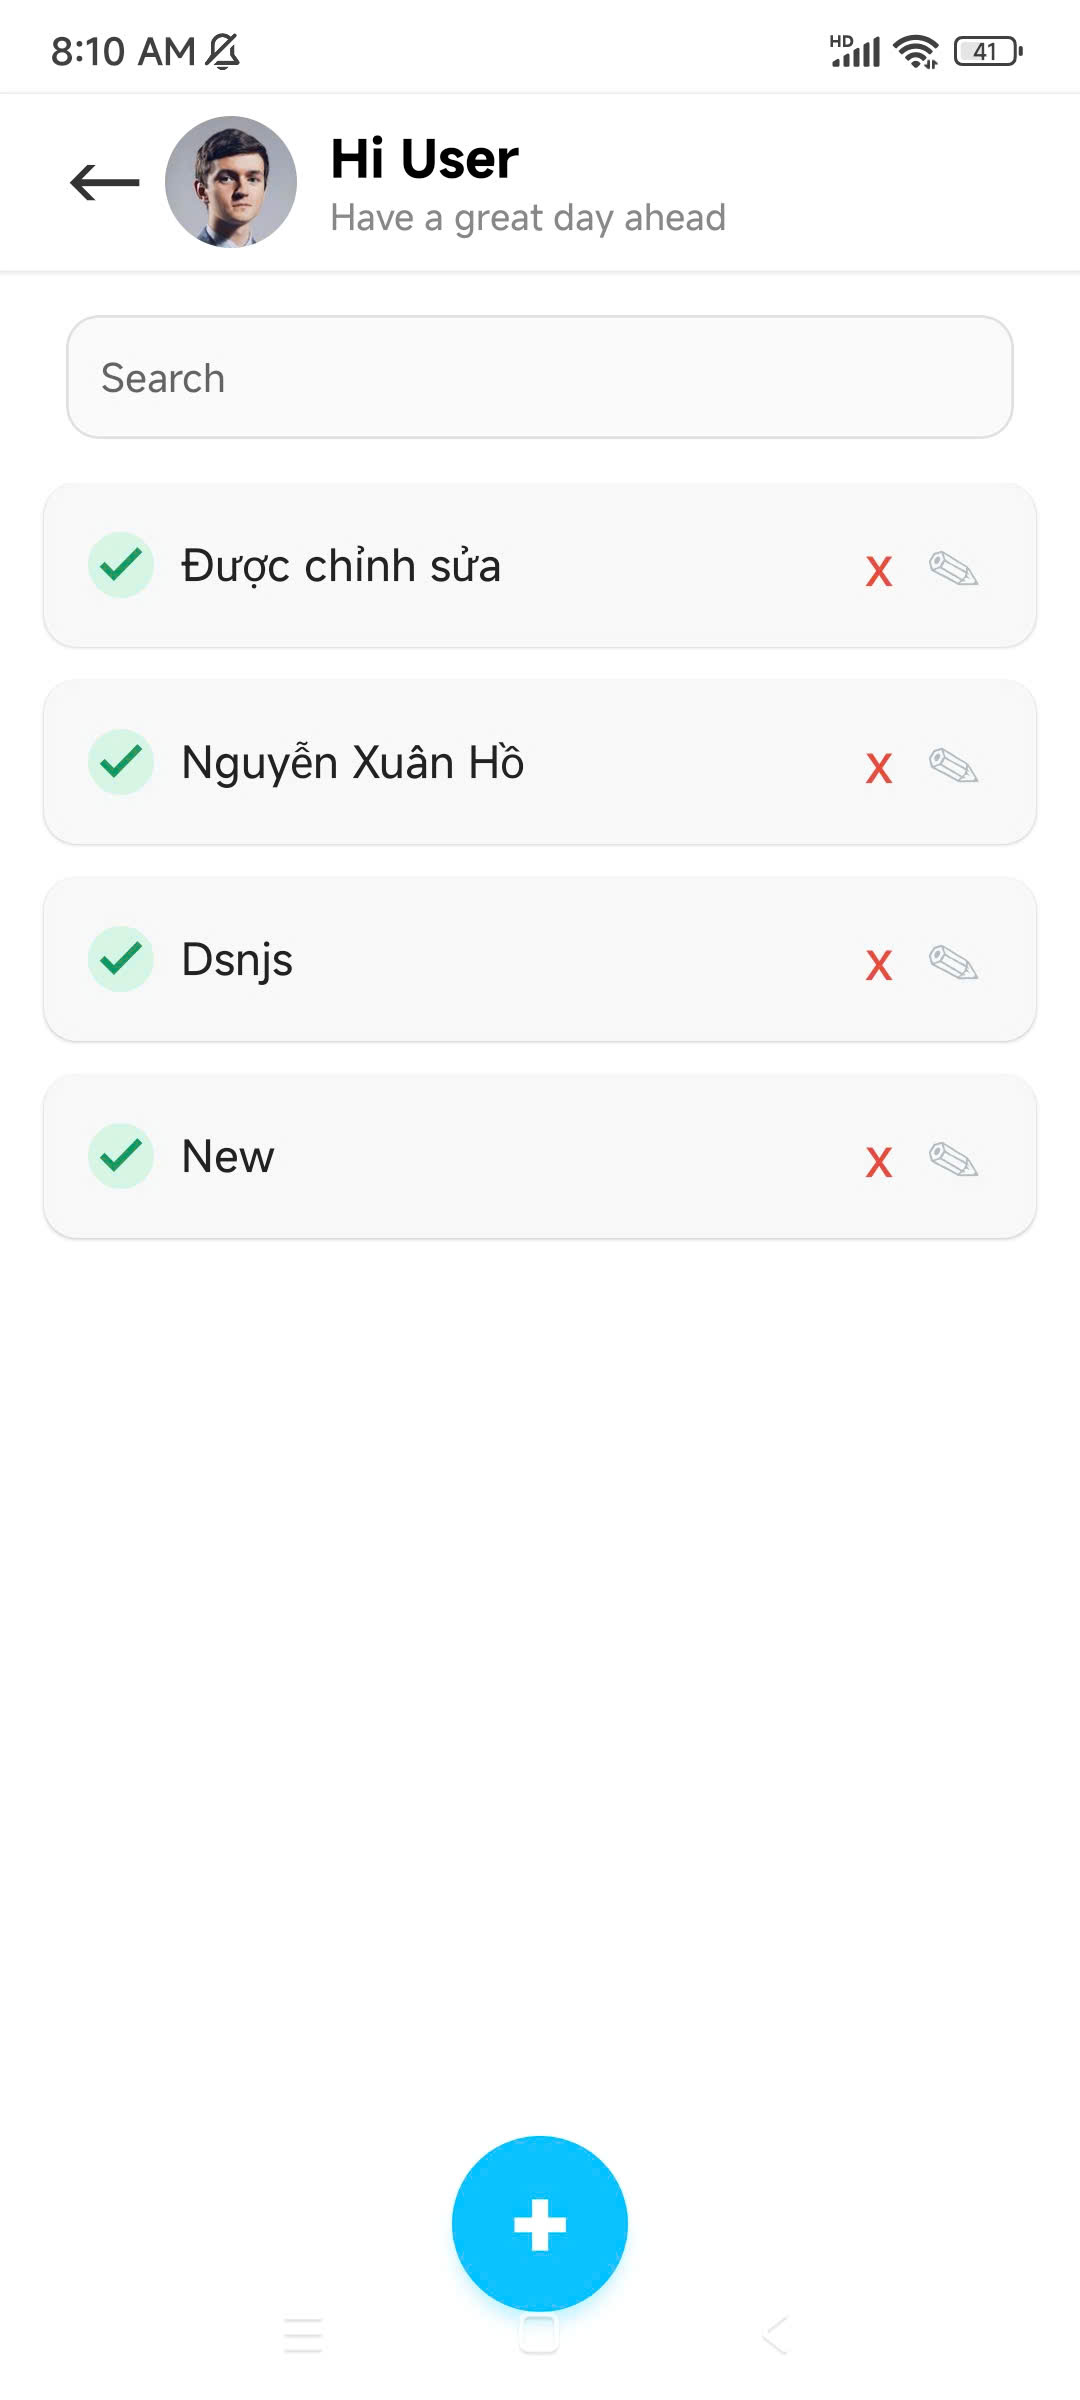 8:10 AM
HD
41
Hi User
Have a great day ahead
Search
Được chỉnh sửa
X
Nguyễn Xuân Hồ
X
Dsnjs
X
New
X